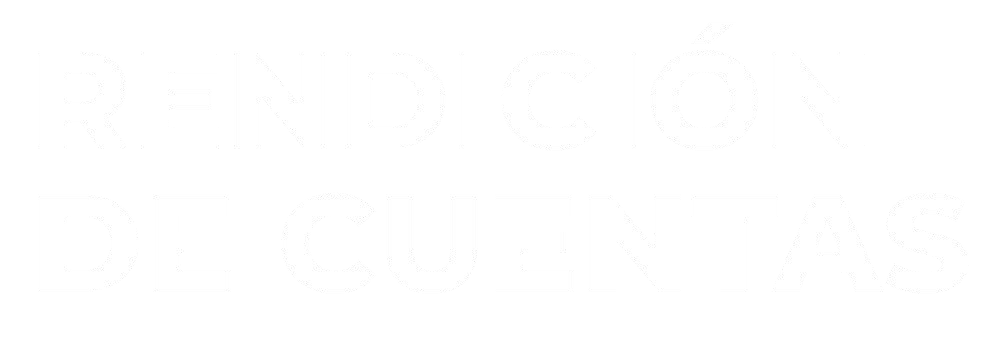 RENDICIÓN
DE CUENTAS